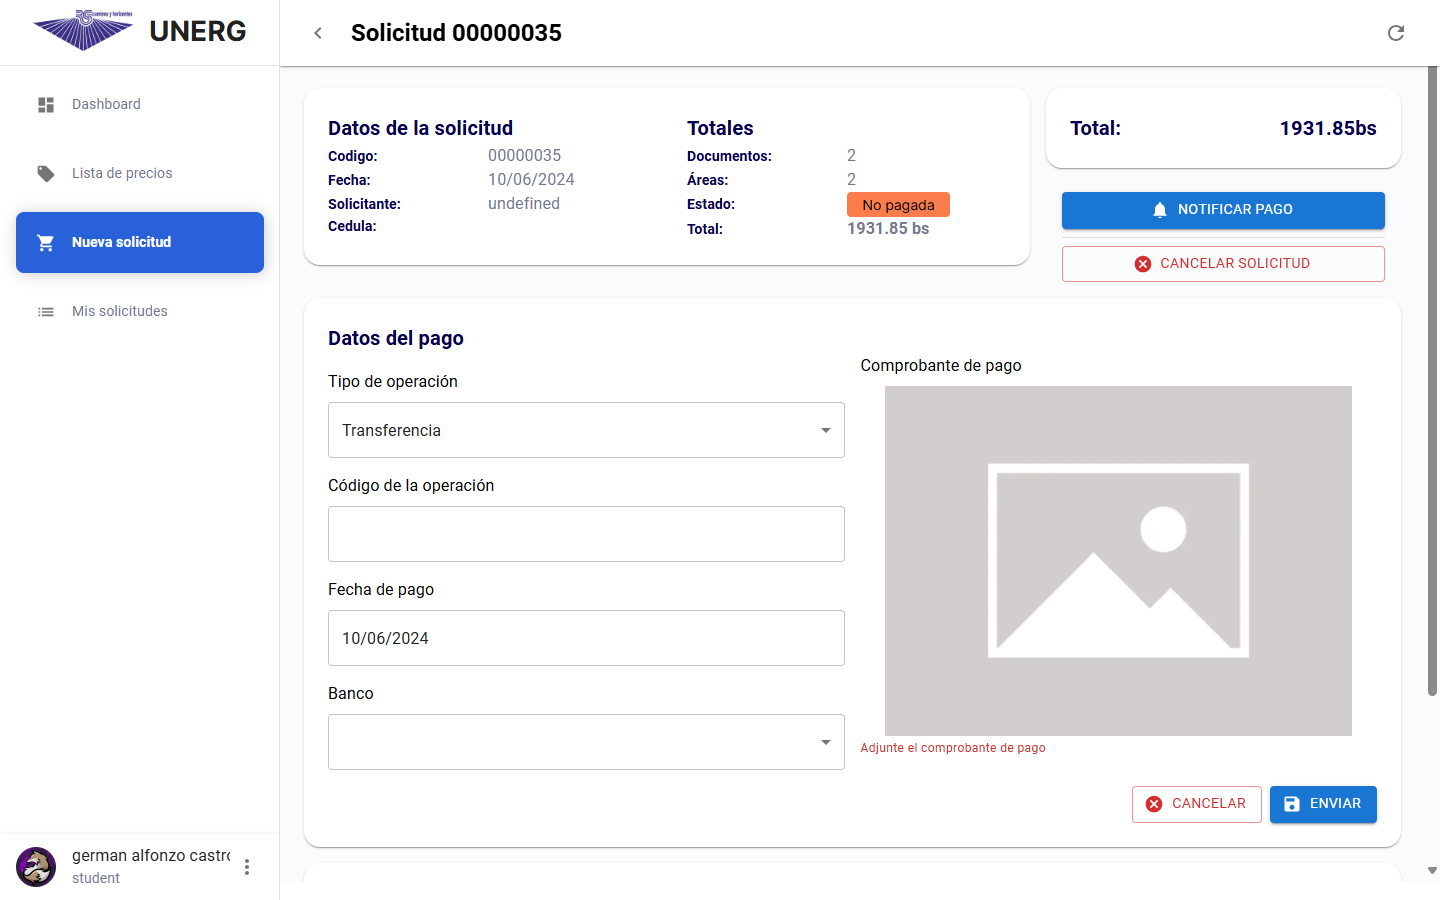 caminos y horizontes
UNERG
Solicitud 00000035
Dashboard
Lista de precios
Nueva solicitud
Mis solicitudes
Datos de la solicitud
Codigo: 00000035
Fecha: 10/06/2024
Solicitante: undefined
Cedula:
Totales
Documentos: 2
Áreas: 2
Estado: No pagada
Total: 1931.85 bs
Total: 1931.85bs
NOTIFICAR PAGO
CANCELAR SOLICITUD
Datos del pago
Tipo de operación
Transferencia
Código de la operación
Fecha de pago
10/06/2024
Banco
Comprobante de pago
Adjunte el comprobante de pago
CANCELAR
ENVIAR
german alfonzo castro
student